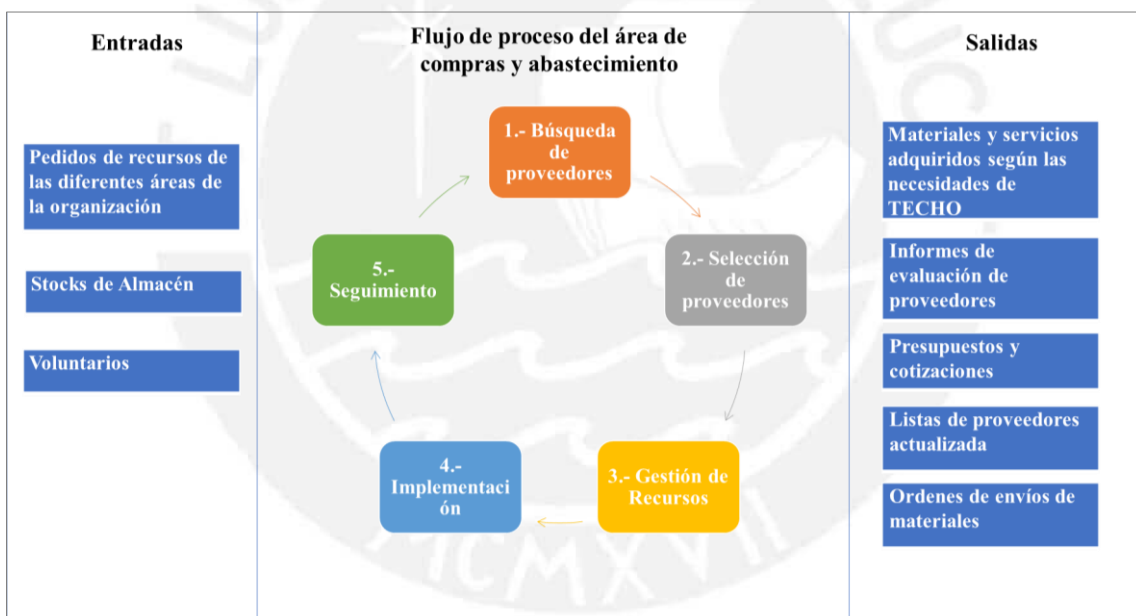 Entradas
Pedidos de recursos de
las diferentes áreas de
la organización
Stocks de Almacén
Voluntarios
Flujo de proceso del área de
compras y abastecimiento
1.- Búsqueda
de
proveedores
2.- Selección
de
proveedores
3.- Gestión de
Recursos
4.-
Implementaci
ón
5.-
Seguimiento
Salidas
Materiales y servicios
adquiridos según las
necesidades de
TECHO
Informes de
evaluación de
proveedores
Presupuestos y
cotizaciones
Listas de proveedores
actualizada
Ordenes de envíos de
materiales
MCMXVII